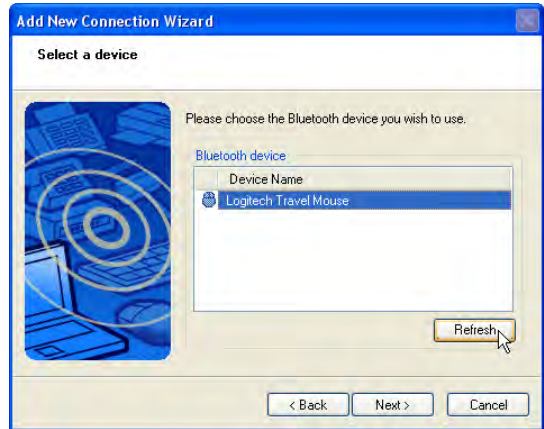 Add New Connection Wizard
Select a device
Please choose the Bluetooth device you wish to use.
Bluetooth device
Device Name
Logitech Travel Mouse
Refresh
< Back Next > Cancel